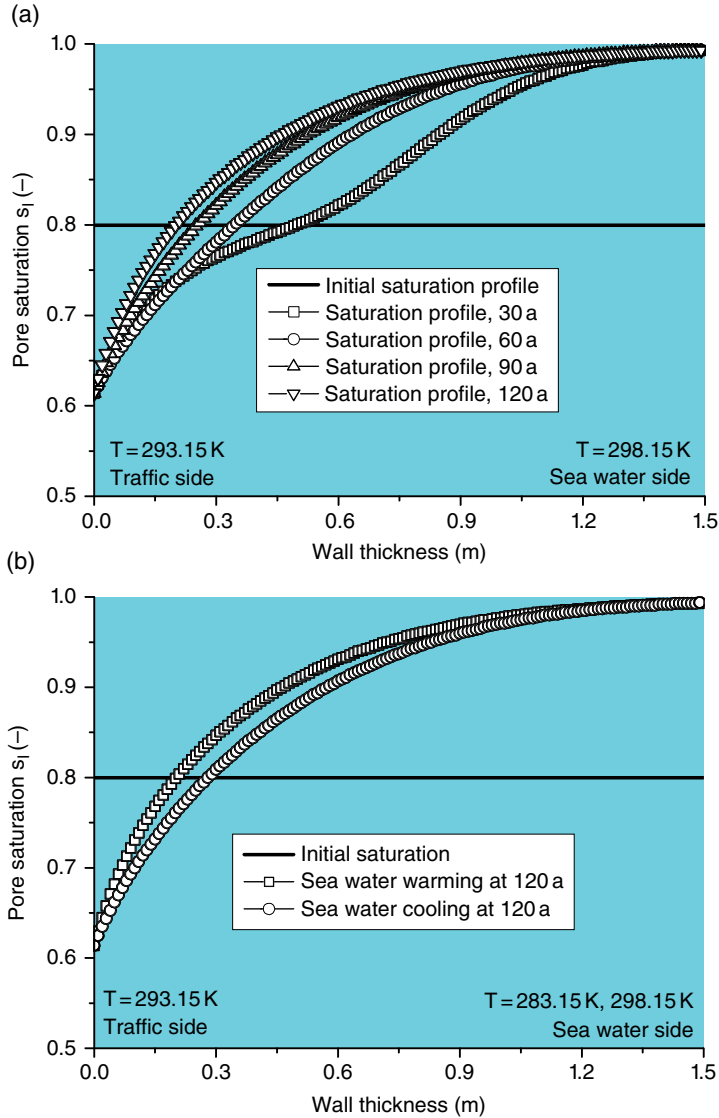 (a)
1.0
0.9
0.8
0.7
0.6
0.5
Pore saturation sl (–)
Initial saturation profile
Saturation profile, 30 a
Saturation profile, 60 a
Saturation profile, 90 a
Saturation profile, 120 a
T = 293.15 K
Traffic side
T = 298.15 K
Sea water side
0.0 0.3 0.6 0.9 1.2 1.5
Wall thickness (m)
(b)
1.0
0.9
0.8
0.7
0.6
0.5
Pore saturation sl (–)
Initial saturation
Sea water warming at 120 a
Sea water cooling at 120 a
T = 293.15 K
Traffic side
T = 283.15 K, 298.15 K
Sea water side
0.0 0.3 0.6 0.9 1.2 1.5
Wall thickness (m)